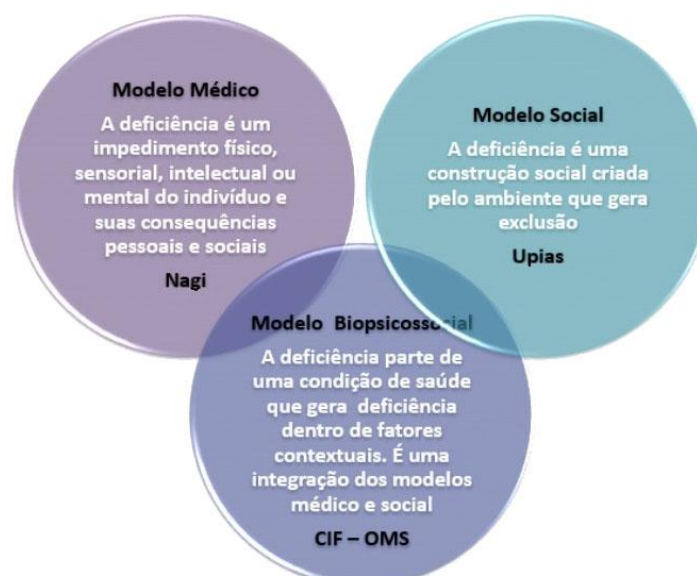 Modelo Médico
A deficiência é um
impedimento físico,
sensorial, intelectual ou
mental do indivíduo e
suas consequências
pessoais e sociais
Nagi
Modelo Social
A deficiência é uma
construção social criada
pelo ambiente que gera
exclusão
Upias
Modelo Biopsicossocial
A deficiência parte de
uma condição de saúde
que gera deficiência
dentro de fatores
contextuais. É uma
integração dos modelos
médico e social
CIF – OMS